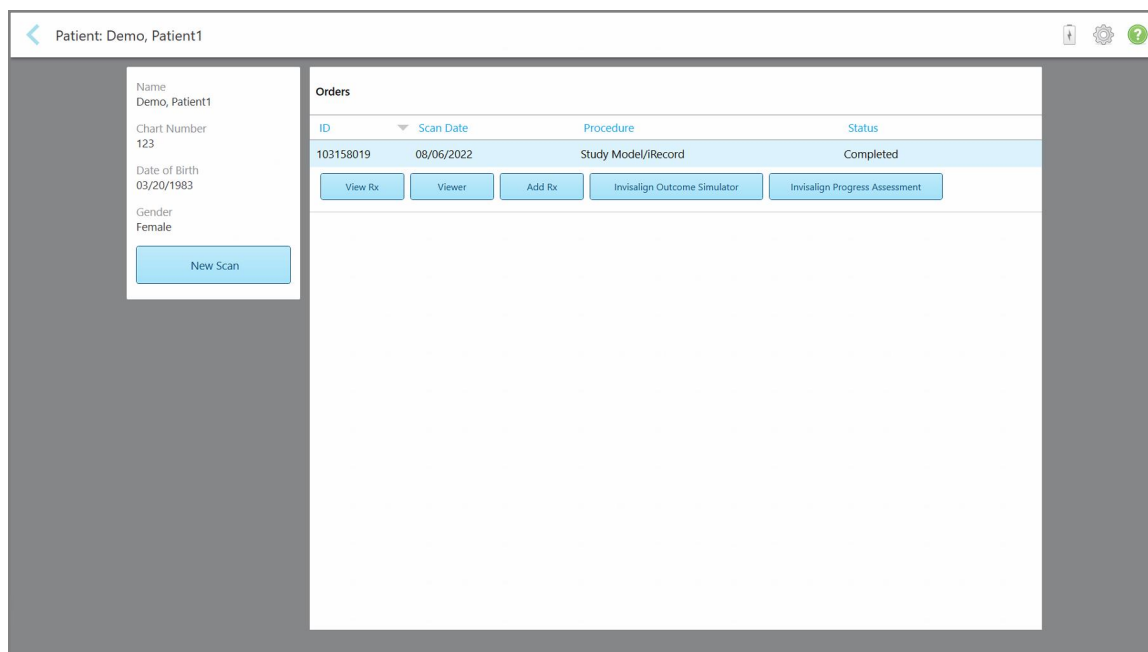 Patient: Demo, Patient1
?
Name
Demo, Patient1
Chart Number
123
Date of Birth
03/20/1983
Gender
Female
New Scan
Orders
ID Scan Date Procedure Status
103158019 08/06/2022 Study Model/iRecord Completed
View Rx Viewer Add Rx Invisalign Outcome Simulator Invisalign Progress Assessment